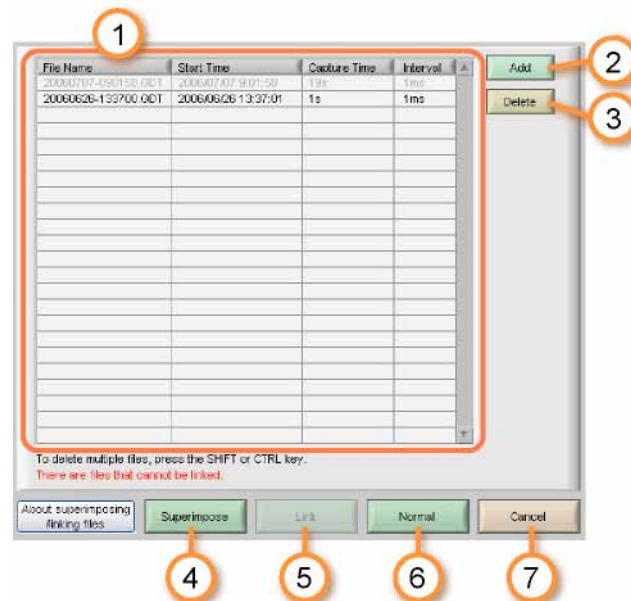 1
File Name Start Time Capture Time Interval
Add
2
20060707-090158.GDT 2006/07/07 9:01:58 19s 1ms
20060626-133700.GDT 2006/06/26 13:37:01 1s 1ms
Delete
3
To delete multiple files, press the SHIFT or CTRL key.
There are files that cannot be linked.
About superimposing
/linking files
Superimpose
Link
Normal
Cancel
4
5
6
7